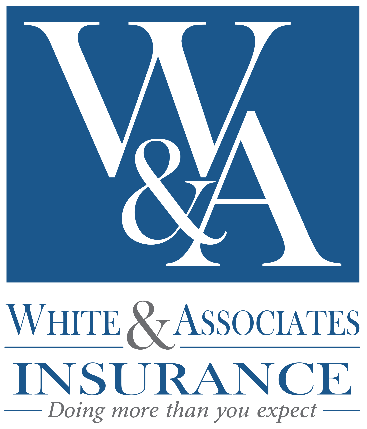 W&A
WHITE & ASSOCIATES
INSURANCE
Doing more than you expect